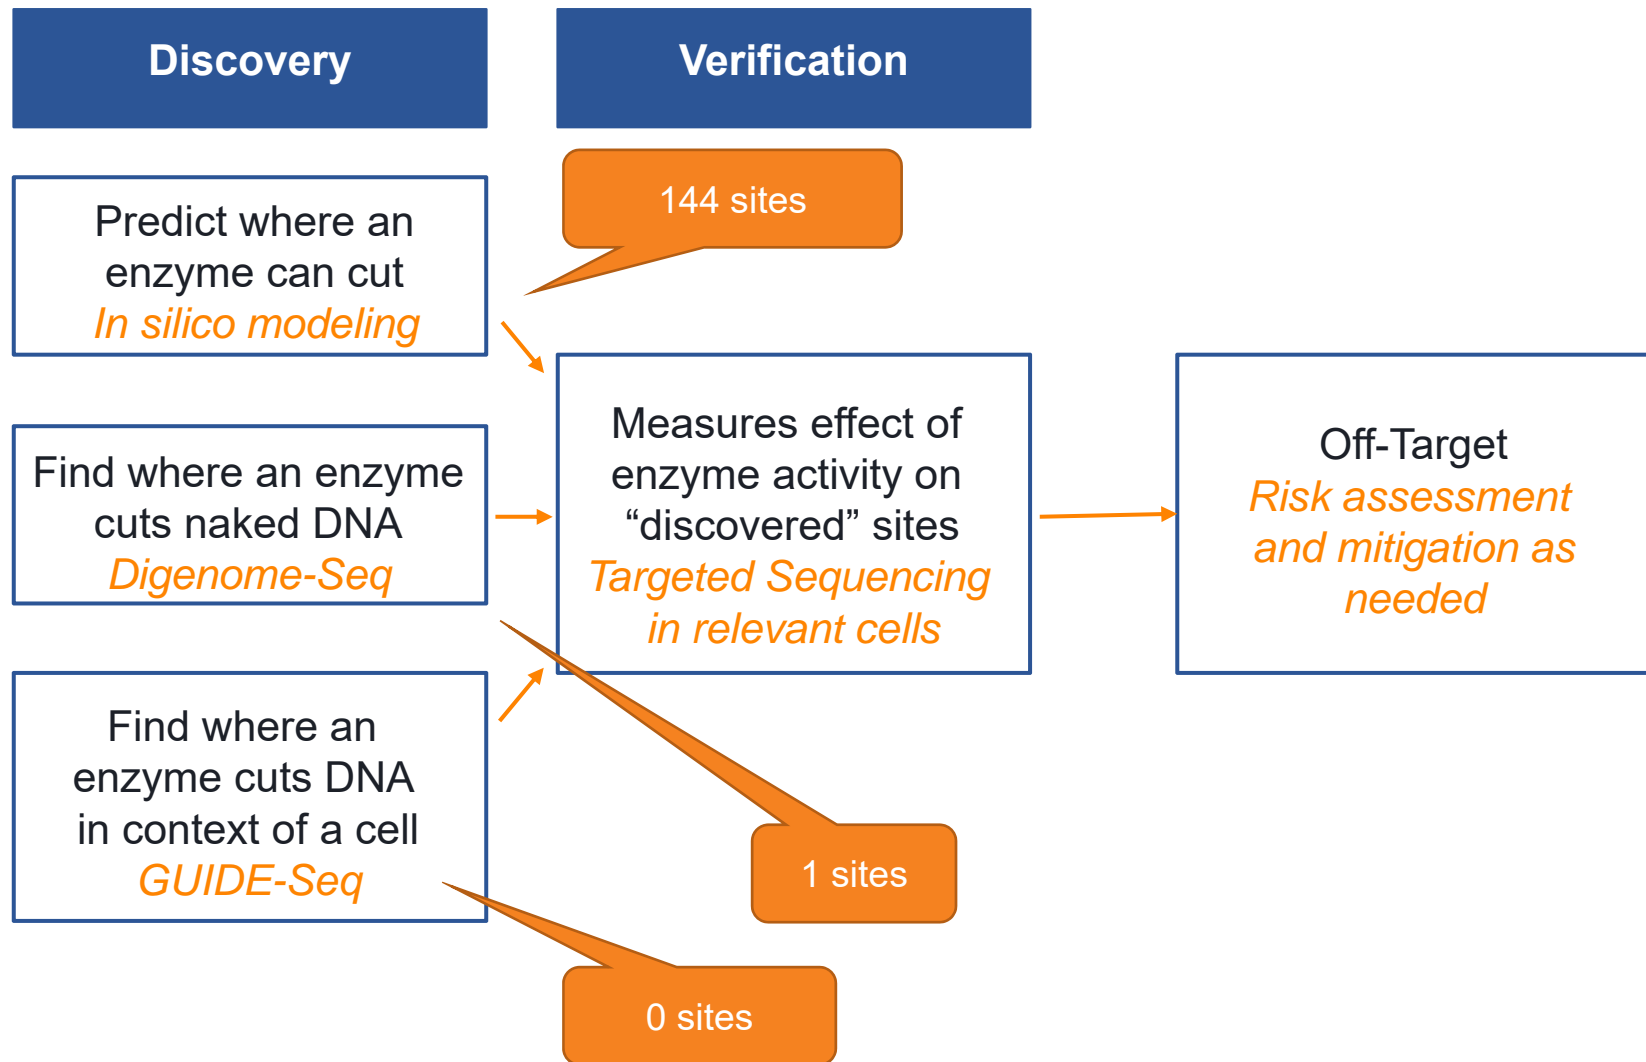 Discovery
Verification
144 sites
Predict where an
enzyme can cut
In silico modeling
Find where an enzyme
cuts naked DNA
Digenome-Seq
Find where an
enzyme cuts DNA
in context of a cell
GUIDE-Seq
Measures effect of
enzyme activity on
“discovered” sites
Targeted Sequencing
in relevant cells
Off-Target
Risk assessment
and mitigation as
needed
1 sites
0 sites